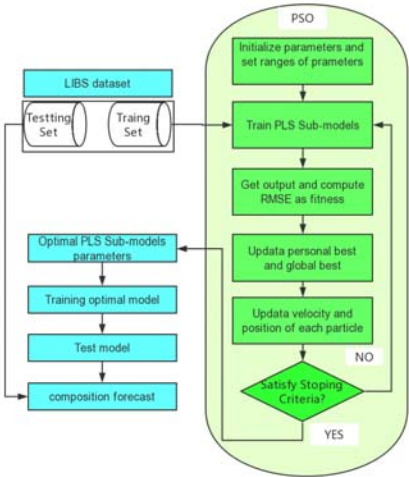 PSO
Initialize parameters and
set ranges of prameters
LIBS dataset
Testting
Set
Traing
Set
Train PLS Sub-models
Get output and compute
RMSE as fitness
Optimal PLS Sub-models
parameters
Updata personal best
and global best
Training optimal model
Updata velocity and
position of each particle
Test model
NO
Satisfy Stoping
Criteria?
composition forecast
YES